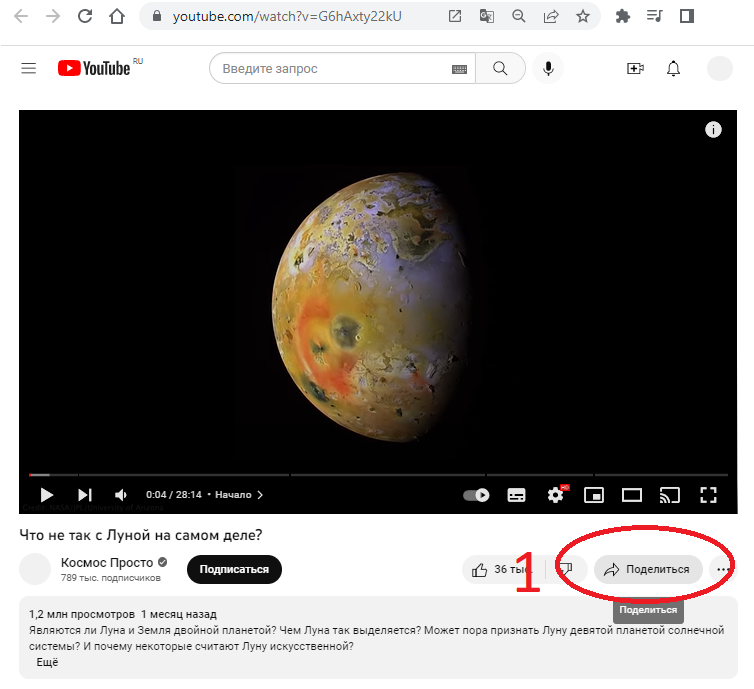 youtube.com/watch?v=G6hAxty22kU
YouTube RU
Введите запрос
0:04 / 28:14 • Начало
Что не так с Луной на самом деле?
Космос Просто
789 тыс. подписчиков
Подписаться
36 тыс.
1
Поделиться
Поделиться
1,2 млн просмотров 1 месяц назад
Являются ли Луна и Земля двойной планетой? Чем Луна так выделяется? Может пора признать Луну девятой планетой солнечной
системы? И почему некоторые считают Луну искусственной?
Ещё